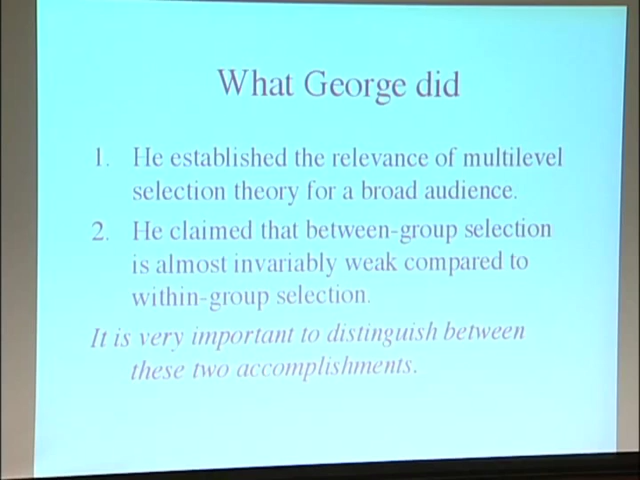 What George did
1. He established the relevance of multilevel
selection theory for a broad audience.
2. He claimed that between-group selection
is almost invariably weak compared to
within-group selection.
It is very important to distinguish between
these two accomplishments.